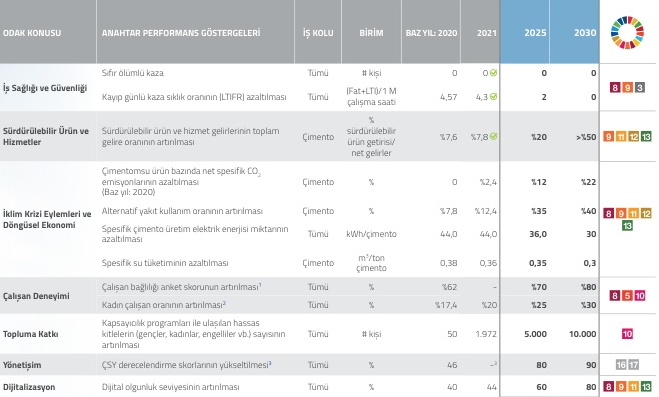 ODAK KONUSU ANAHTAR PERFORMANS GÖSTERGELERİ İŞ KOLU BİRİM BAZ YIL: 2020 2021 2025 2030
İş Sağlığı ve Güvenliği
Sıfır ölümlü kaza Tümü # kişi 0 0 0 0
Kayıp günlü kaza sıklık oranının (LTIFR) azaltılması Tümü (Fat+LTI)/1 M çalışma saati 4,57 4,3 2 0
8 9 3
Sürdürülebilir Ürün ve Hizmetler
Sürdürülebilir ürün ve hizmet gelirlerinin toplam gelire oranının artırılması Çimento % sürdürülebilir ürün getirisi/ net gelirler %7,6 %7,8 %20 >%50
9 11 12 13
İklim Krizi Eylemleri ve Döngüsel Ekonomi
Çimentomsu ürün bazında net spesifik CO₂ emisyonlarının azaltılması (Baz yıl: 2020) Çimento % 0 %2,4 %12 %22
Alternatif yakıt kullanım oranının artırılması Çimento % %7,8 %12,4 %35 %40
Spesifik çimento üretim elektrik enerjisi miktarının azaltılması Tümü kWh/çimento 44,0 44,0 36,0 30
Spesifik su tüketiminin azaltılması Çimento m³/ton çimento 0,38 0,36 0,35 0,3
8 9 11 12
13
Çalışan Deneyimi
Çalışan bağlılığı anket skorunun artırılması¹ Tümü % %62 - %70 %80
Kadın çalışan oranının artırılması² Tümü % %17,4 %20 %25 %30
8 5 10
Topluma Katkı
Kapsayıcılık programları ile ulaşılan hassas kitlelerin (gençler, kadınlar, engelliler vb.) sayısının artırılması Tümü # kişi 50 1.972 5.000 10.000
10
Yönetişim ÇSY derecelendirme skorlarının yükseltilmesi³ Tümü % 46 -³ 80 90
16 17
Dijitalizasyon Dijital olgunluk seviyesinin artırılması Tümü % 40 44 60 80
8 9 11 13